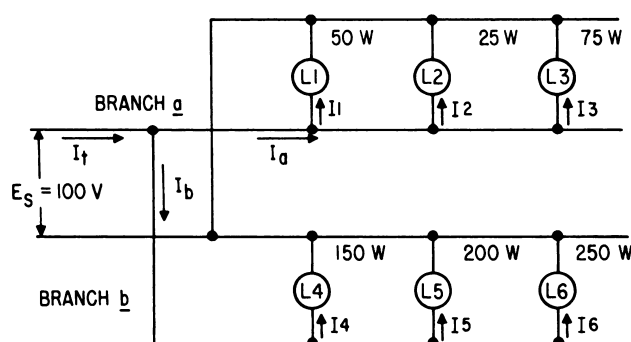 50 W 25 W 75 W
L1 L2 L3
BRANCH a I1 I2 I3
It Ia
Ib
ES = 100 V
150 W 200 W 250 W
L4 L5 L6
BRANCH b
I4 I5 I6